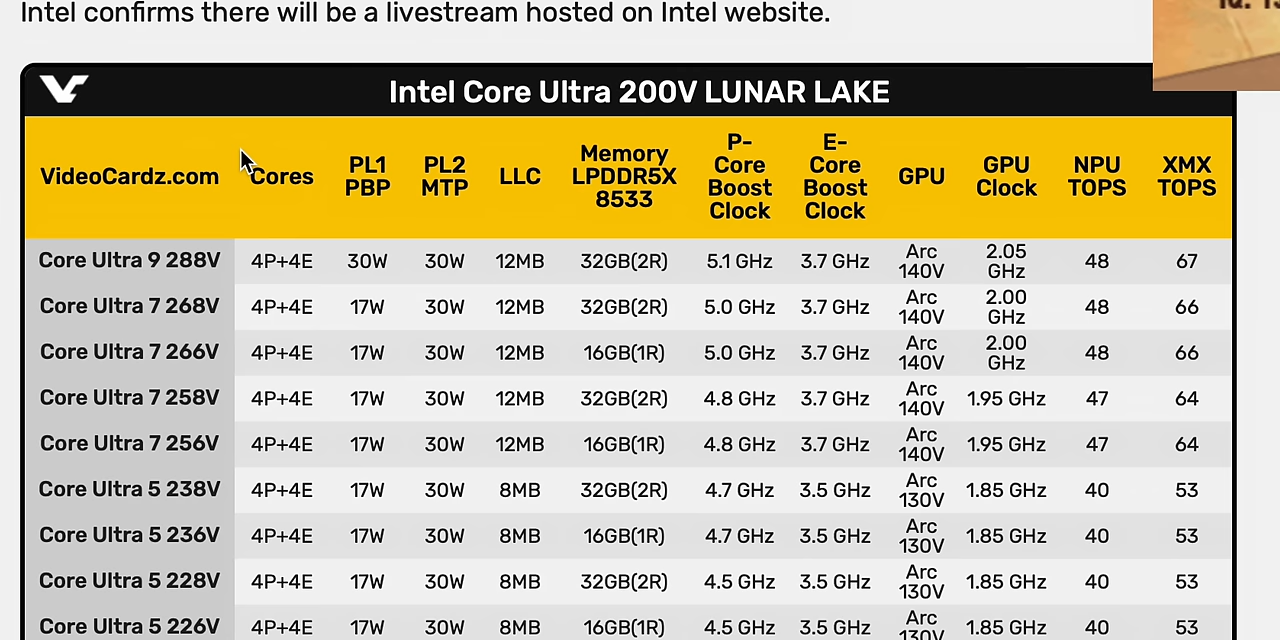 Intel confirms there will be a livestream hosted on Intel website.
Intel Core Ultra 200V LUNAR LAKE
VideoCardz.com Cores PL1 PBP PL2 MTP LLC Memory LPDDR5X 8533 P-Core Boost Clock E-Core Boost Clock GPU GPU Clock NPU TOPS XMX TOPS
Core Ultra 9 288V 4P+4E 30W 30W 12MB 32GB(2R) 5.1 GHz 3.7 GHz Arc 140V 2.05 GHz 48 67
Core Ultra 7 268V 4P+4E 17W 30W 12MB 32GB(2R) 5.0 GHz 3.7 GHz Arc 140V 2.00 GHz 48 66
Core Ultra 7 266V 4P+4E 17W 30W 12MB 16GB(1R) 5.0 GHz 3.7 GHz Arc 140V 2.00 GHz 48 66
Core Ultra 7 258V 4P+4E 17W 30W 12MB 32GB(2R) 4.8 GHz 3.7 GHz Arc 140V 1.95 GHz 47 64
Core Ultra 7 256V 4P+4E 17W 30W 12MB 16GB(1R) 4.8 GHz 3.7 GHz Arc 140V 1.95 GHz 47 64
Core Ultra 5 238V 4P+4E 17W 30W 8MB 32GB(2R) 4.7 GHz 3.5 GHz Arc 130V 1.85 GHz 40 53
Core Ultra 5 236V 4P+4E 17W 30W 8MB 16GB(1R) 4.7 GHz 3.5 GHz Arc 130V 1.85 GHz 40 53
Core Ultra 5 228V 4P+4E 17W 30W 8MB 32GB(2R) 4.5 GHz 3.5 GHz Arc 130V 1.85 GHz 40 53
Core Ultra 5 226V 4P+4E 17W 30W 8MB 16GB(1R) 4.5 GHz 3.5 GHz Arc 130V 1.85 GHz 40 53